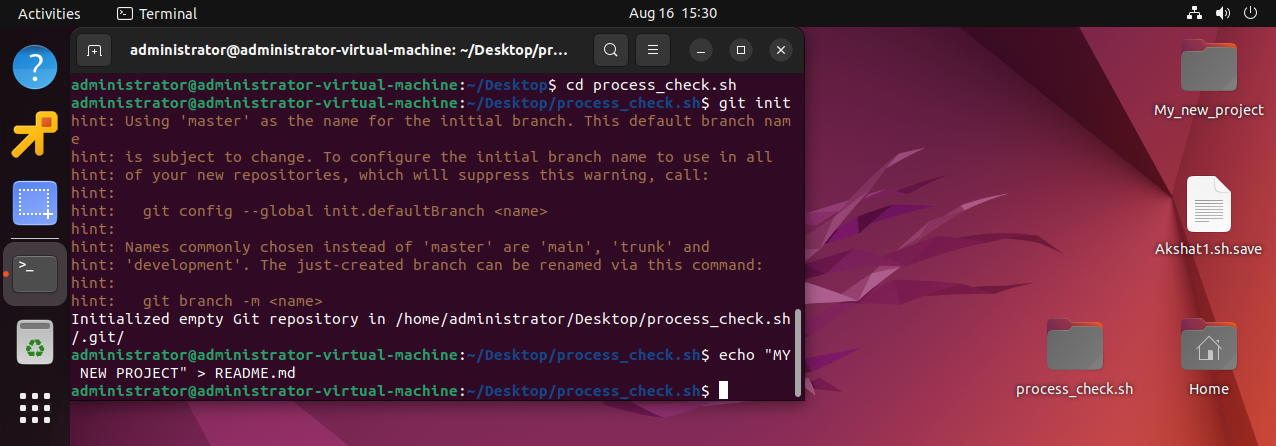 Activities
Terminal
Aug 16 15:30
administrator@administrator-virtual-machine: ~/Desktop/pr...
administrator@administrator-virtual-machine:~/Desktop$ cd process_check.sh
administrator@administrator-virtual-machine:~/Desktop/process_check.sh$ git init
hint: Using 'master' as the name for the initial branch. This default branch nam
e
hint: is subject to change. To configure the initial branch name to use in all
hint: of your new repositories, which will suppress this warning, call:
hint:
hint:   git config --global init.defaultBranch <name>
hint:
hint: Names commonly chosen instead of 'master' are 'main', 'trunk' and
hint: 'development'. The just-created branch can be renamed via this command:
hint:
hint:   git branch -m <name>
Initialized empty Git repository in /home/administrator/Desktop/process_check.sh
/.git/
administrator@administrator-virtual-machine:~/Desktop/process_check.sh$ echo "MY
 NEW PROJECT" > README.md
administrator@administrator-virtual-machine:~/Desktop/process_check.sh$
My_new_project
Akshat1.sh.save
process_check.sh
Home